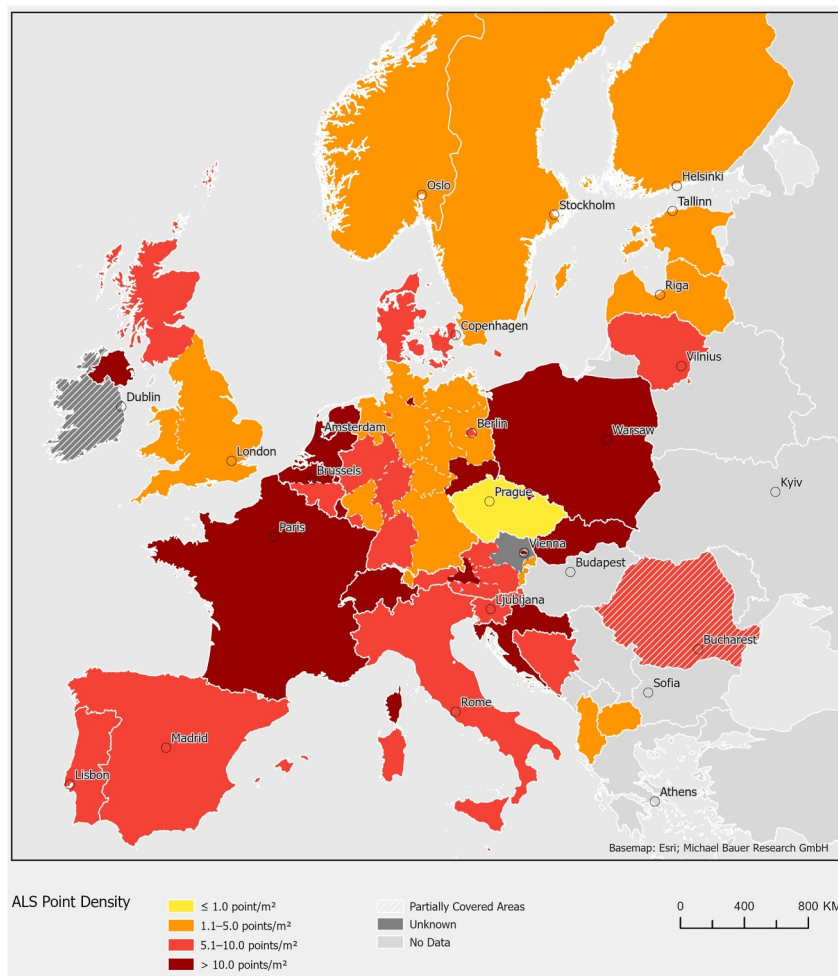 Helsinki
Oslo
Tallinn
Stockholm
Riga
Copenhagen
Vilnius
Dublin
Amsterdam
Berlin
Warsaw
London
Brussels
Kyiv
Prague
Paris
Vienna
Budapest
Ljubljana
Bucharest
Sofia
Rome
Madrid
Lisbon
Athens
Basemap: Esri; Michael Bauer Research GmbH
ALS Point Density
≤ 1.0 point/m²
1.1–5.0 points/m²
5.1–10.0 points/m²
> 10.0 points/m²
Partially Covered Areas
Unknown
No Data
0 400 800 KM